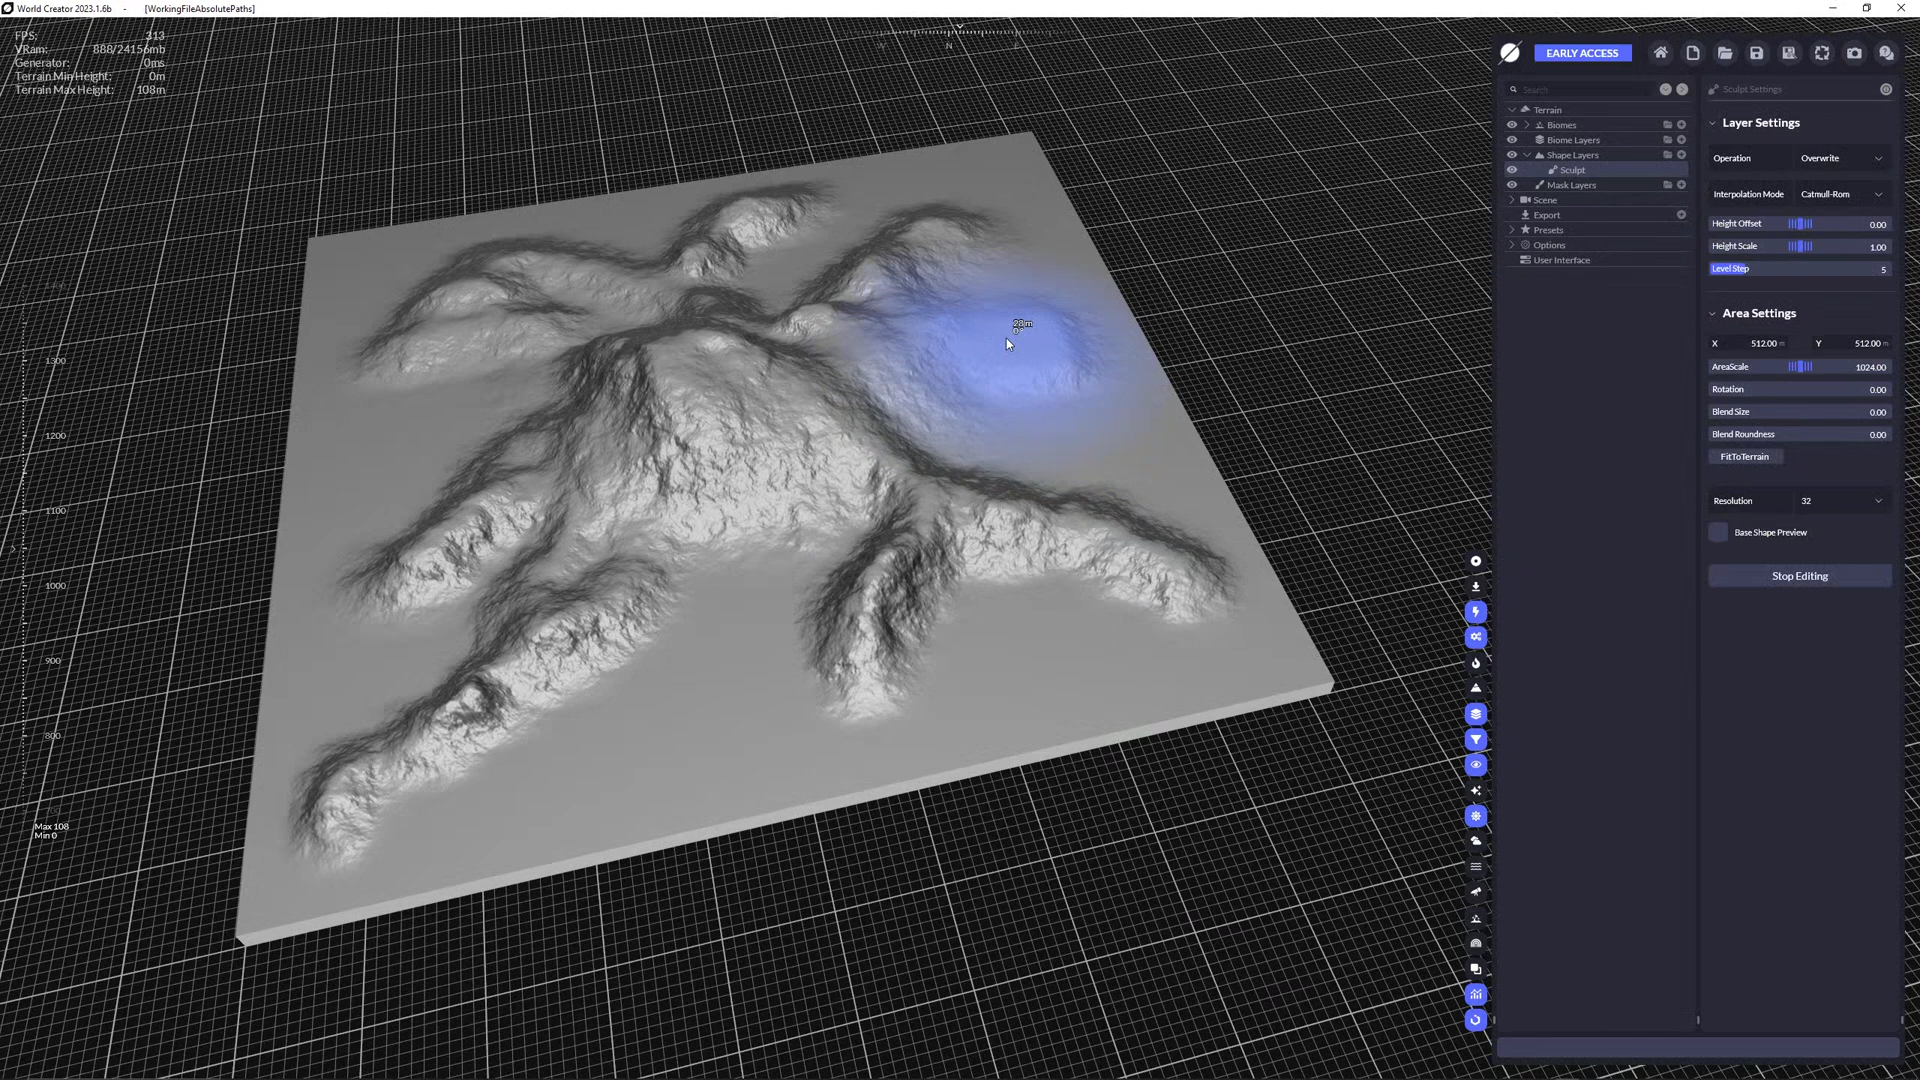 World Creator 2023.1.6b - [WorkingFileAbsolutePaths]
FPS: 313
VRam: 888/24156mb
Generator: 0ms
Terrain Min Height: 0m
Terrain Max Height: 108m
W N E
EARLY ACCESS
Search
Terrain
Biomes
Biome Layers
Shape Layers
Sculpt
Mask Layers
Scene
Export
Presets
Options
User Interface
Sculpt Settings
Layer Settings
Operation Overwrite
Interpolation Mode Catmull-Rom
Height Offset 0.00
Height Scale 1.00
Level Step 5
Area Settings
X 512.00 m Y 512.00 m
AreaScale 1024.00
Rotation 0.00
Blend Size 0.00
Blend Roundness 0.00
FitToTerrain
Resolution 32
Base Shape Preview
Stop Editing
28 m
0°
1300
1200
1100
1000
900
800
Max 108
Min 0